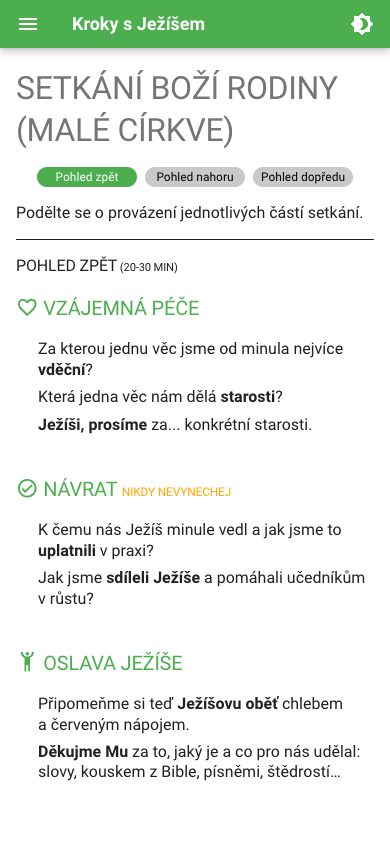 Kroky s Ježíšem
SETKÁNÍ BOŽÍ RODINY
(MALÉ CÍRKVE)
Pohled zpět Pohled nahoru Pohled dopředu
Podělte se o provázení jednotlivých částí setkání.
POHLED ZPĚT (20-30 MIN)
VZÁJEMNÁ PÉČE
Za kterou jednu věc jsme od minula nejvíce
vděční?
Která jedna věc nám dělá starosti?
Ježíši, prosíme za... konkrétní starosti.
NÁVRAT NIKDY NEVYNECHEJ
K čemu nás Ježíš minule vedl a jak jsme to
uplatnili v praxi?
Jak jsme sdíleli Ježíše a pomáhali učedníkům
v růstu?
OSLAVA JEŽÍŠE
Připomeňme si teď Ježíšovu oběť chlebem
a červeným nápojem.
Děkujme Mu za to, jaký je a co pro nás udělal:
slovy, kouskem z Bible, písněmi, štědrostí…